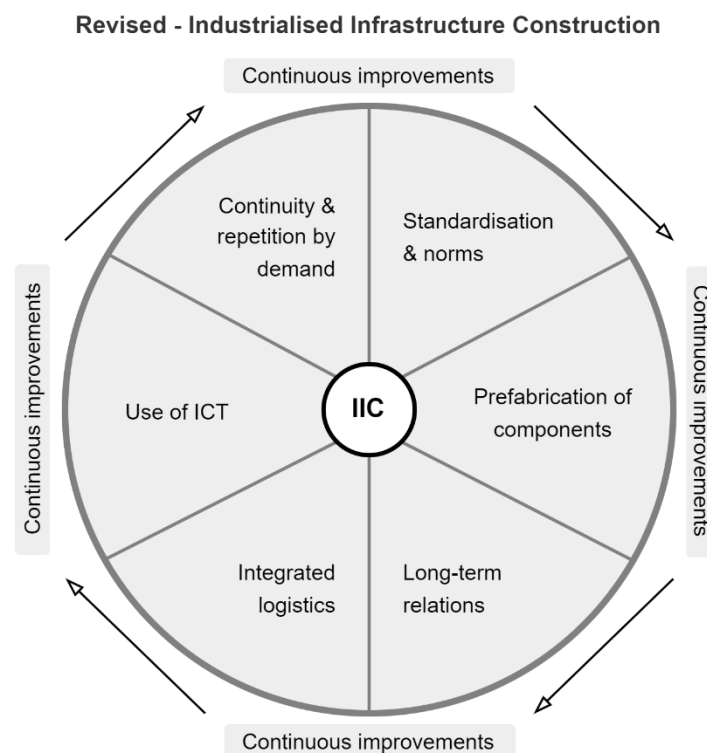 Revised - Industrialised Infrastructure Construction
Continuous improvements
Continuity &
repetition by
demand
Standardisation
& norms
Continuous improvements
Continuous improvements
Use of ICT
IIC
Prefabrication of
components
Integrated
logistics
Long-term
relations
Continuous improvements